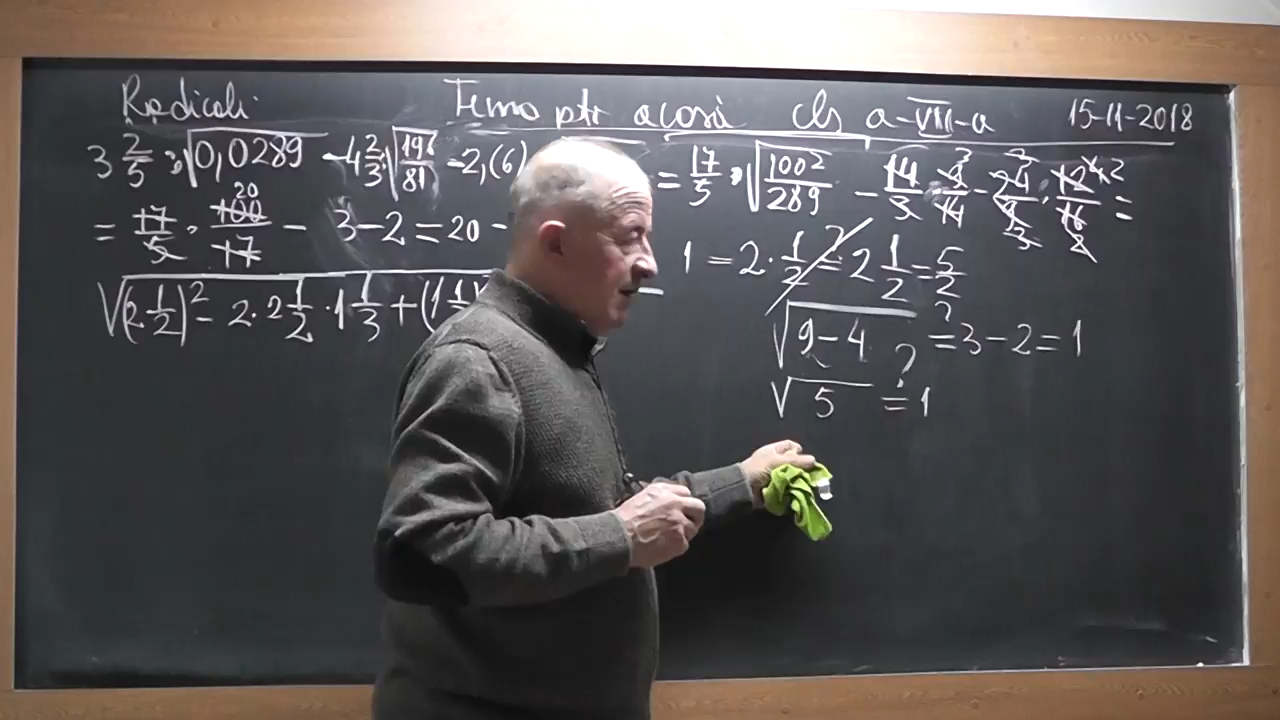 Radicali Tema ptr acasă cls a-VIII-a 15-11-2018
3 2/5 : √0,0289 - 4 2/3 : √196/81 - 2,(6) = 17/5 · √100²/289 - 14/3 · 9/14 - 24/9 · 12/16 =
= 17/5 · 100/17 - 3 - 2 = 20 - 1 = 2 · 1/2 = 2 1/2 = 5/2
√(2 · 1/2)² - 2 · 2 1/2 · 1 1/3 + (1 1
√9-4 ?= 3 - 2 = 1
√5 ?= 1